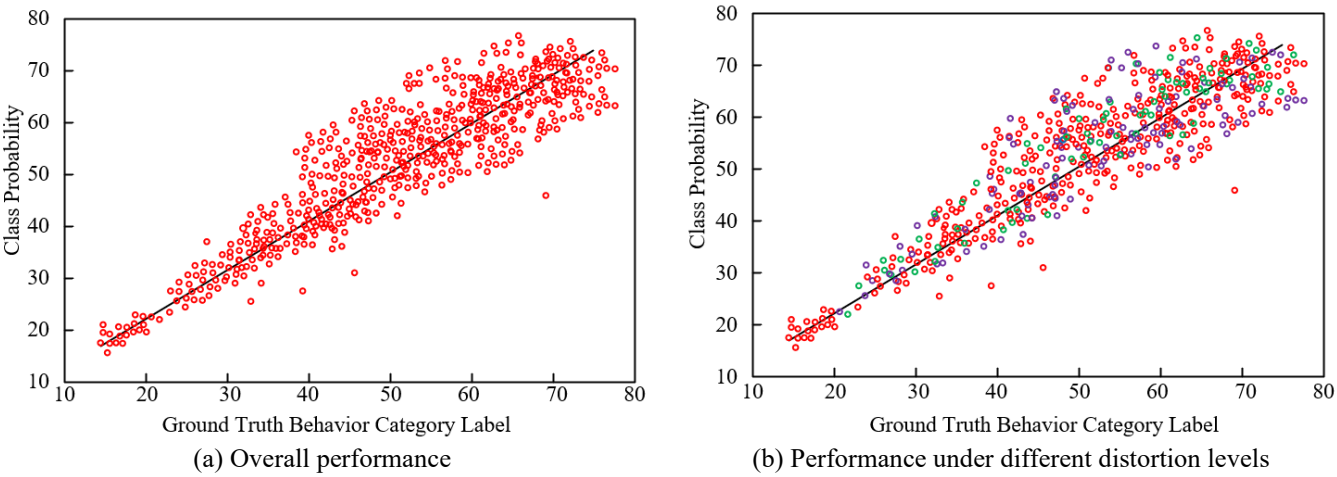 80
70
60
50
40
30
20
10
10 20 30 40 50 60 70 80
Class Probability
Ground Truth Behavior Category Label
(a) Overall performance
80
70
60
50
40
30
20
10
10 20 30 40 50 60 70 80
Class Probability
Ground Truth Behavior Category Label
(b) Performance under different distortion levels